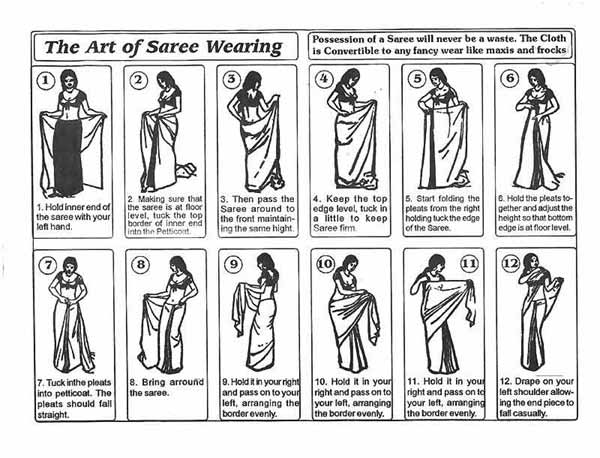 The Art of Saree Wearing
Possession of a Saree will never be a waste. The Cloth
is Convertible to any fancy wear like maxis and frocks
1
1. Hold inner end of
the saree with your
left hand.
2
2. Making sure that
the saree is at floor
level, tuck the top
border of inner end
into the Petticoat.
3
3. Then pass the
Saree around to
the front maintain-
ing the same hight.
4
4. Keep the top
edge level, tuck in
a little to keep
Saree firm.
5
5. Start folding the
pleats from the right
holding tuck the edge
of the Saree.
6
6. Hold the pleats to-
gether and adjust the
height so that bottom
edge is at floor level.
7
7. Tuck inthe pleats
into petticoat. The
pleats should fall
straight.
8
8. Bring arround
the saree.
9
9. Hold it in your right
and pass on to your
left, arranging the
border evenly.
10
10. Hold it in your
right and pass on to
your left, arranging
the border evenly.
11
11. Hold it in your
right and pass on to
your left, arranging
the border evenly.
12
12. Drape on your
left shoulder allow-
ing the end piece to
fall casually.